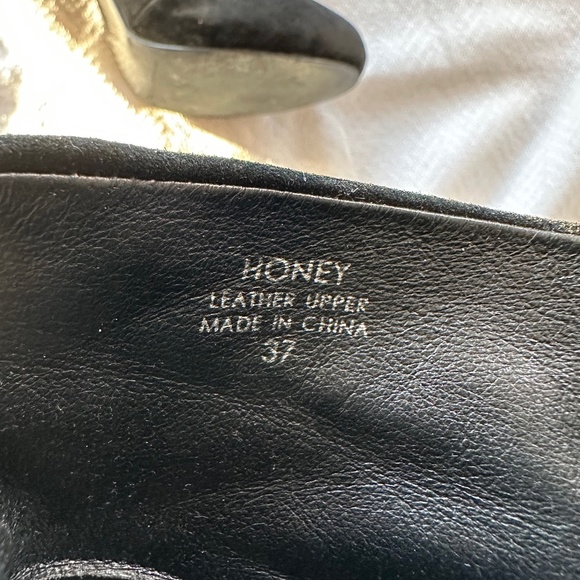 HONEY
LEATHER UPPER
MADE IN CHINA
37